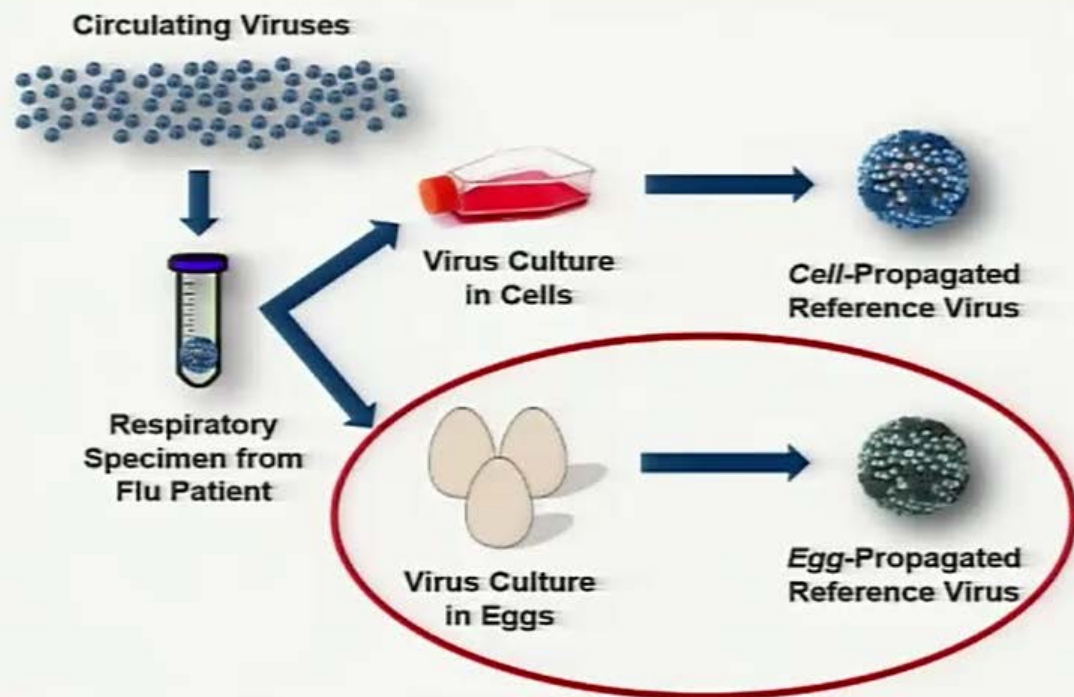 Circulating Viruses
Respiratory
Specimen from
Flu Patient
Virus Culture
in Cells
Cell-Propagated
Reference Virus
Virus Culture
in Eggs
Egg-Propagated
Reference Virus